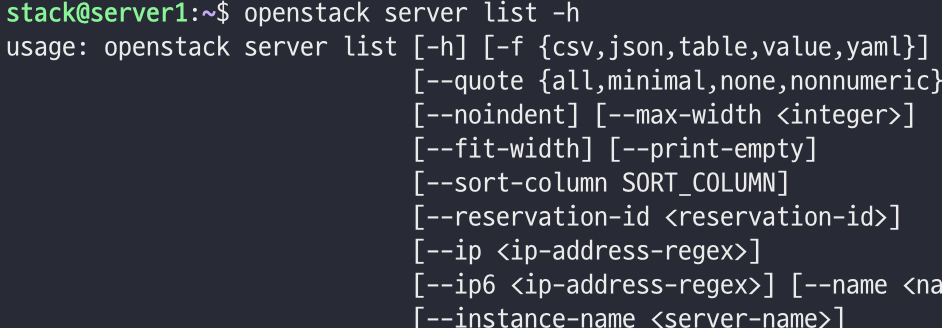 stack@server1:~$ openstack server list -h
usage: openstack server list [-h] [-f {csv,json,table,value,yaml}]
[--quote {all,minimal,none,nonnumeric}
[--noindent] [--max-width <integer>]
[--fit-width] [--print-empty]
[--sort-column SORT_COLUMN]
[--reservation-id <reservation-id>]
[--ip <ip-address-regex>]
[--ip6 <ip-address-regex>] [--name <na
[--instance-name <server-name>]